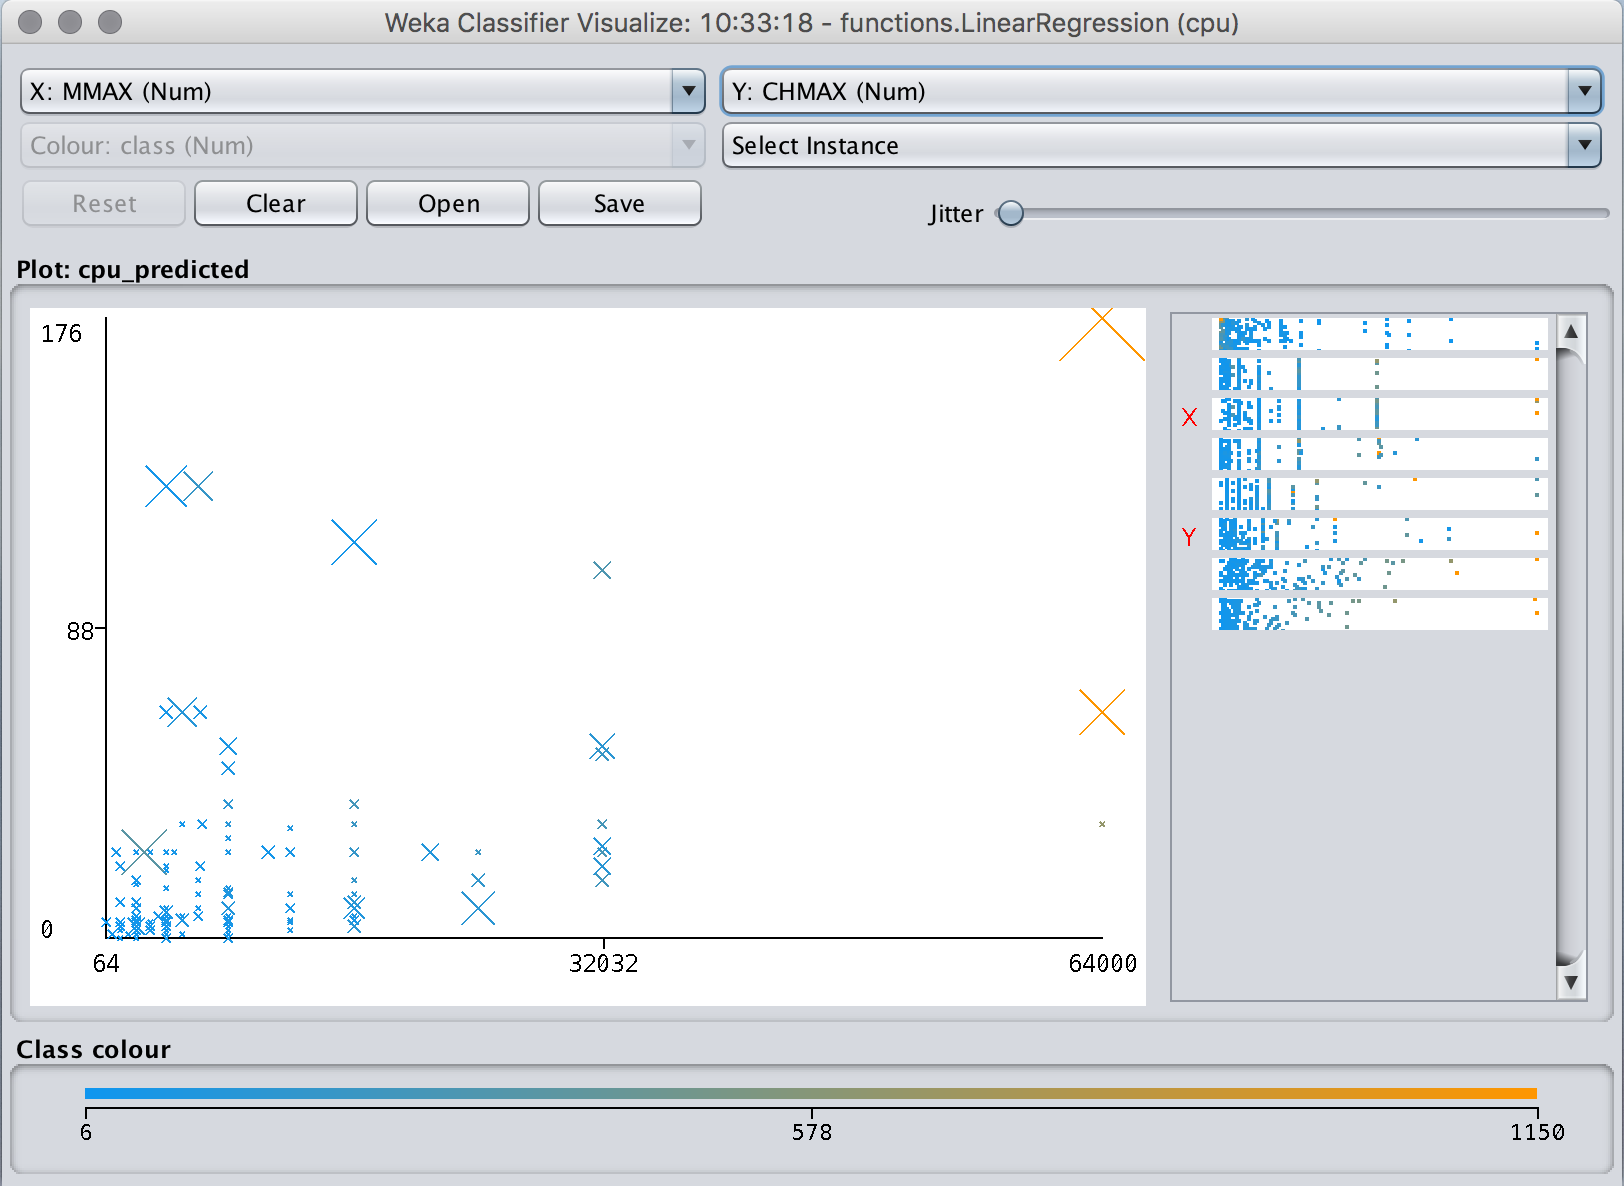 Weka Classifier Visualize: 10:33:18 - functions.LinearRegression (cpu)
X: MMAX (Num)
Y: CHMAX (Num)
Colour: class (Num)
Select Instance
Reset
Clear
Open
Save
Jitter
Plot: cpu_predicted
176
88
0
64
32032
64000
X
Y
Class colour
6
578
1150